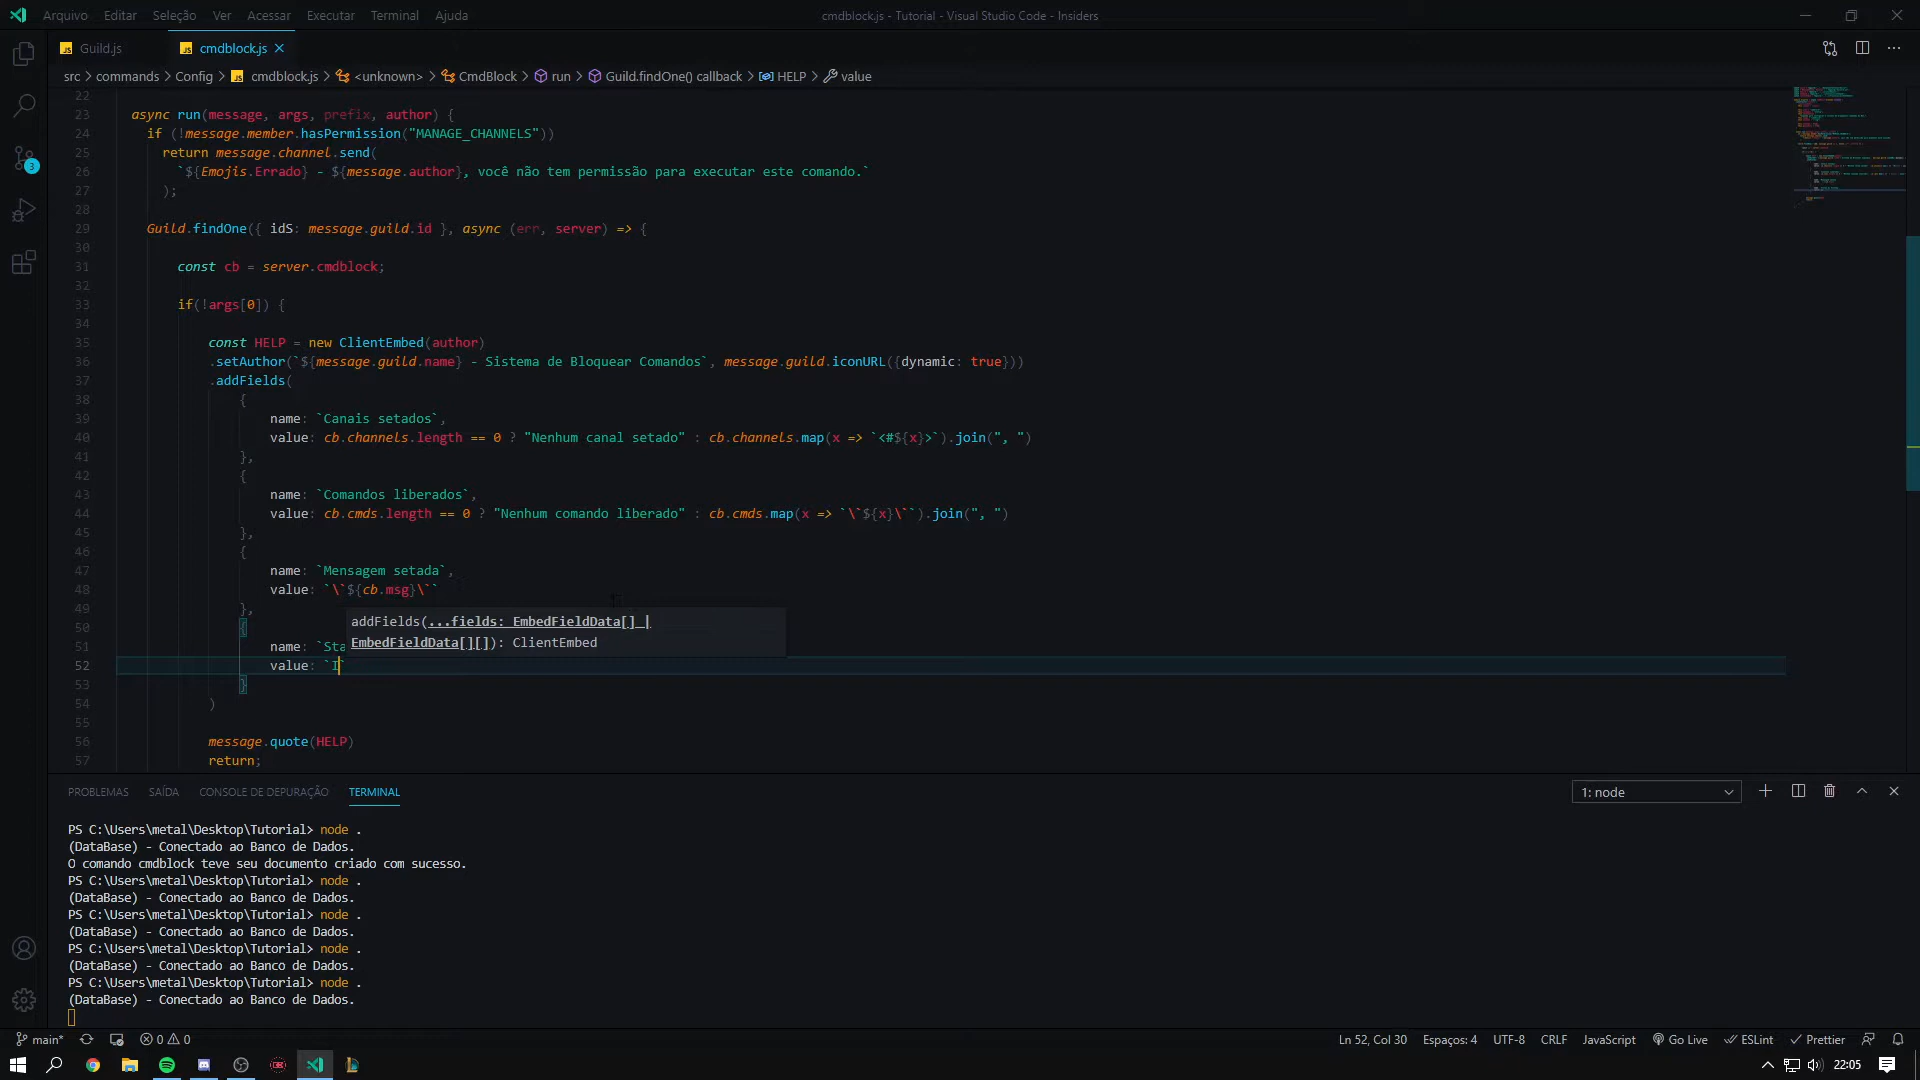 Arquivo Editar Seleção Ver Acessar Executar Terminal Ajuda
cmdblock.js - Tutorial - Visual Studio Code - Insiders
JS Guild.js
JS cmdblock.js
src > commands > Config > JS cmdblock.js > <unknown> > CmdBlock > run > Guild.findOne() callback > HELP > value
22
23 async run(message, args, prefix, author) {
24 if (!message.member.hasPermission("MANAGE_CHANNELS"))
25 return message.channel.send(
26 `${Emojis.Errado} - ${message.author}, você não tem permissão para executar este comando.`
27 );
28
29 Guild.findOne({ idS: message.guild.id }, async (err, server) => {
30
31 const cb = server.cmdblock;
32
33 if(!args[0]) {
34
35 const HELP = new ClientEmbed(author)
36 .setAuthor(`${message.guild.name} - Sistema de Bloquear Comandos`, message.guild.iconURL({dynamic: true}))
37 .addFields(
38 {
39 name: `Canais setados`,
40 value: cb.channels.length == 0 ? "Nenhum canal setado" : cb.channels.map(x => `<#${x}>`).join(", ")
41 },
42 {
43 name: `Comandos liberados`,
44 value: cb.cmds.length == 0 ? "Nenhum comando liberado" : cb.cmds.map(x => `\`${x}\``).join(", ")
45 },
46 {
47 name: `Mensagem setada`,
48 value: `\`${cb.msg}\``
49 },
50 {
addFields(...fields: EmbedFieldData[] |
EmbedFieldData[][]): ClientEmbed
51 name: `Sta
52 value: `I`
53 }
54 )
55
56 message.quote(HELP)
57 return;
3
PROBLEMAS SAÍDA CONSOLE DE DEPURAÇÃO TERMINAL
1: node
PS C:\Users\metal\Desktop\Tutorial> node .
(DataBase) - Conectado ao Banco de Dados.
O comando cmdblock teve seu documento criado com sucesso.
PS C:\Users\metal\Desktop\Tutorial> node .
(DataBase) - Conectado ao Banco de Dados.
PS C:\Users\metal\Desktop\Tutorial> node .
(DataBase) - Conectado ao Banco de Dados.
PS C:\Users\metal\Desktop\Tutorial> node .
(DataBase) - Conectado ao Banco de Dados.
PS C:\Users\metal\Desktop\Tutorial> node .
(DataBase) - Conectado ao Banco de Dados.
main* 0 0
Ln 52, Col 30 Espaços: 4 UTF-8 CRLF JavaScript Go Live ESLint Prettier
22:05